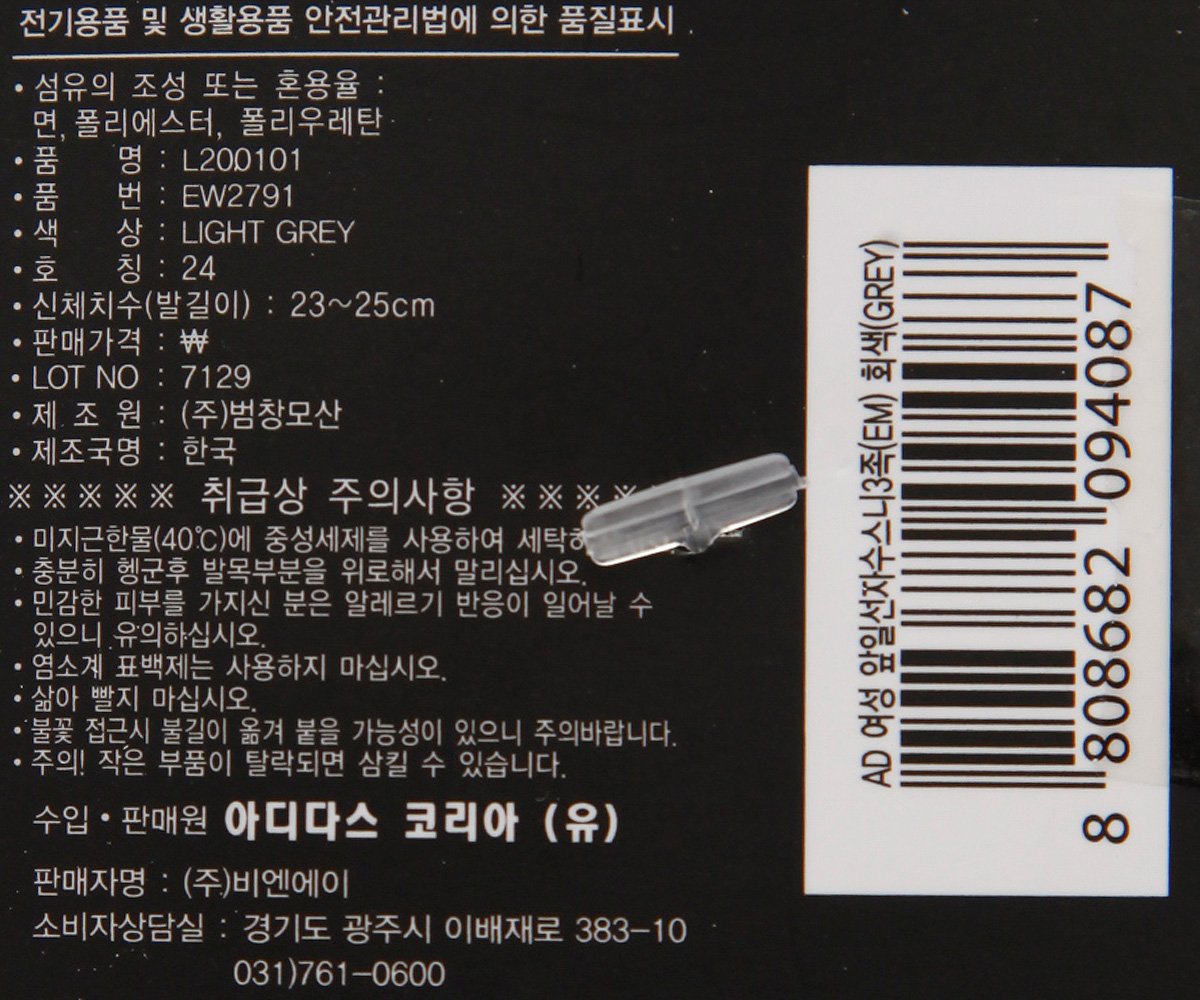 전기용품 및 생활용품 안전관리법에 의한 품질표시
• 섬유의 조성 또는 혼용율 :
면, 폴리에스터, 폴리우레탄
• 품 명 : L200101
• 품 번 : EW2791
• 색 상 : LIGHT GREY
• 호 칭 : 24
• 신체치수(발길이) : 23~25cm
• 판매가격 : ₩
• LOT NO : 7129
• 제 조 원 : (주)범창모산
• 제조국명 : 한국
※※※※※ 취급상 주의사항 ※※※※
• 미지근한물(40℃)에 중성세제를 사용하여
• 충분히 헹군후 발목부분을 위로해서 말리십시오.
• 민감한 피부를 가지신 분은 알레르기 반응이 일어날 수
있으니 유의하십시오.
• 염소계 표백제는 사용하지 마십시오.
• 삶아 빨지 마십시오.
• 불꽃 접근시 불길이 옮겨 붙을 가능성이 있으니 주의바랍니다.
• 주의! 작은 부품이 탈락되면 삼킬 수 있습니다.
수입 • 판매원 아디다스 코리아 (유)
판매자명 : (주)비엔에이
소비자상담실 : 경기도 광주시 이배재로 383-10
031)761-0600
AD 여성 앞일선자수스니3족(EM) 회색(GREY)
8 808682 094087